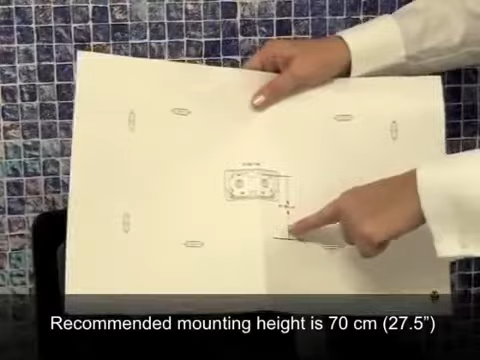 Recommended mounting height is 70 cm (27.5”)